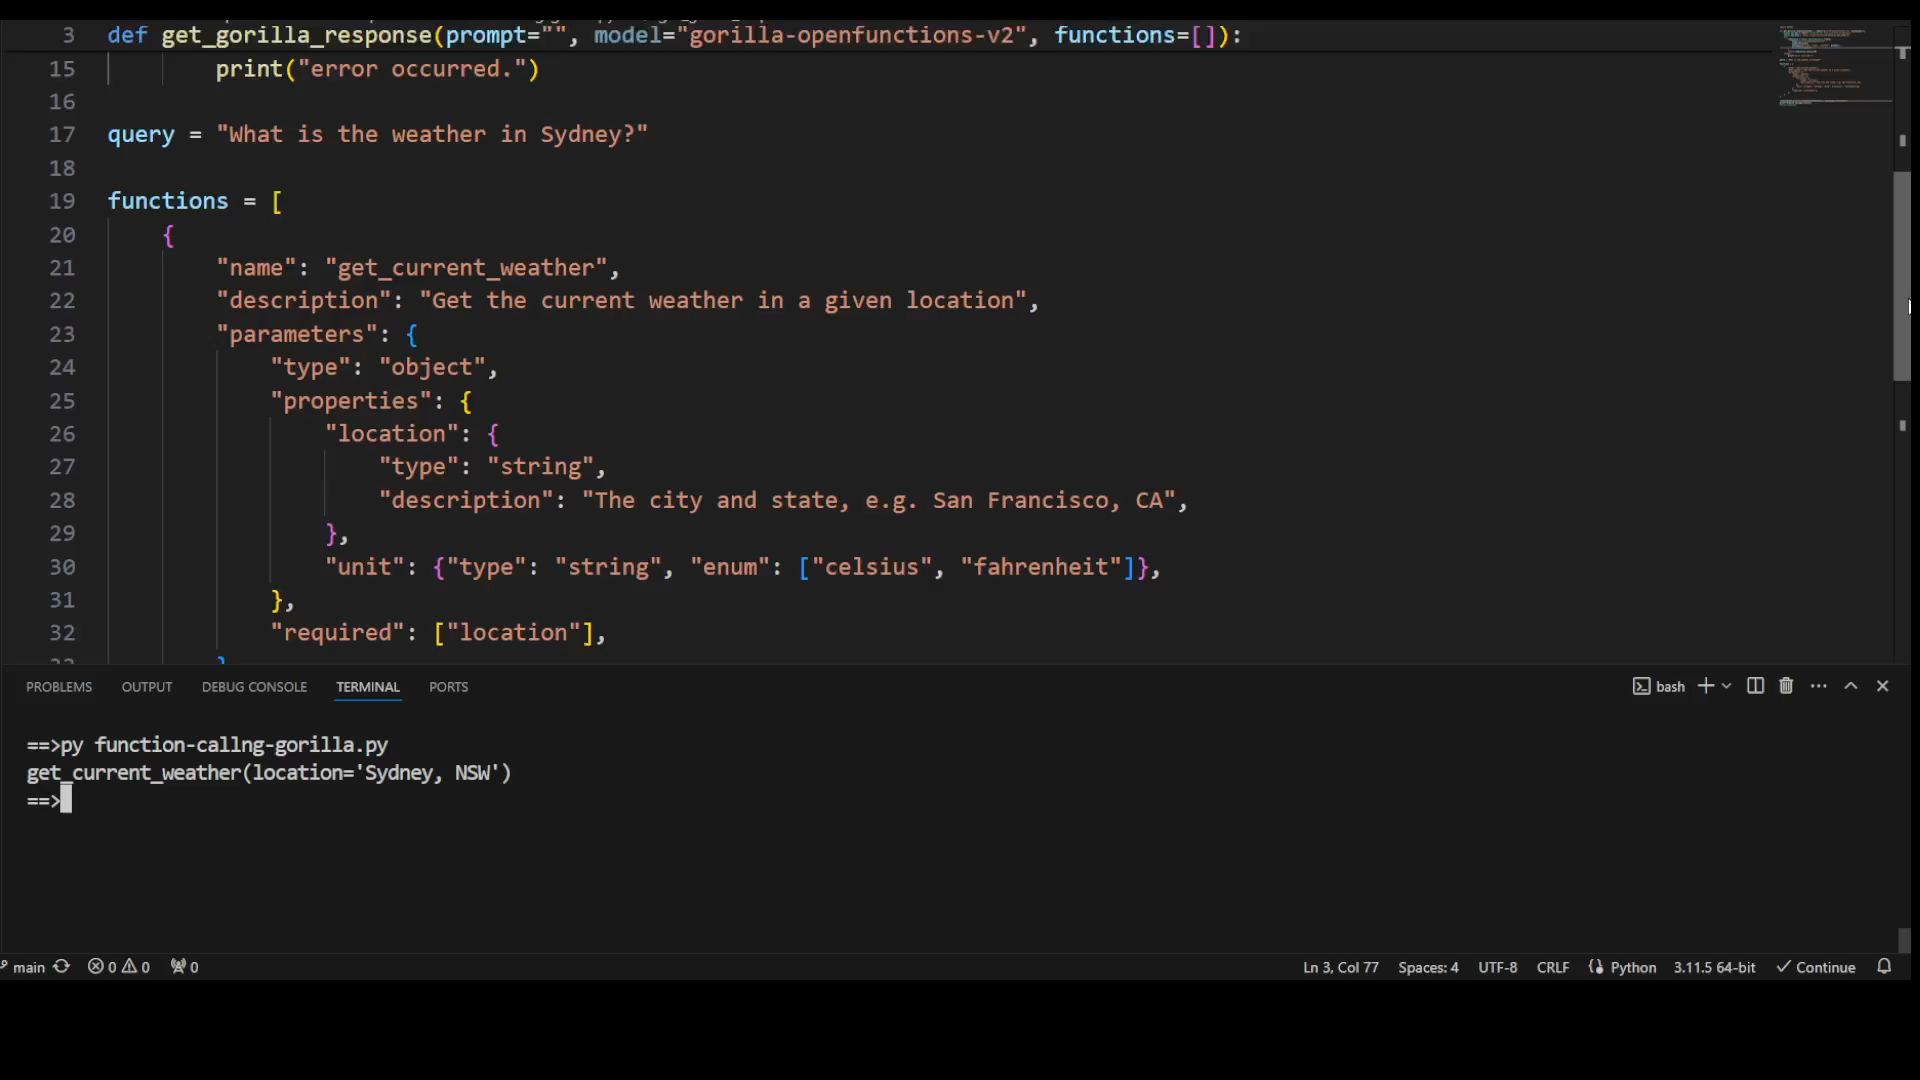 3 def get_gorilla_response(prompt="", model="gorilla-openfunctions-v2", functions=[]):
15 print("error occurred.")
16
17 query = "What is the weather in Sydney?"
18
19 functions = [
20 {
21 "name": "get_current_weather",
22 "description": "Get the current weather in a given location",
23 "parameters": {
24 "type": "object",
25 "properties": {
26 "location": {
27 "type": "string",
28 "description": "The city and state, e.g. San Francisco, CA",
29 },
30 "unit": {"type": "string", "enum": ["celsius", "fahrenheit"]},
31 },
32 "required": ["location"],
PROBLEMS OUTPUT DEBUG CONSOLE TERMINAL PORTS bash
==>py function-callng-gorilla.py
get_current_weather(location='Sydney, NSW')
==>
main 0 0 0 Ln 3, Col 77 Spaces: 4 UTF-8 CRLF Python 3.11.5 64-bit Continue